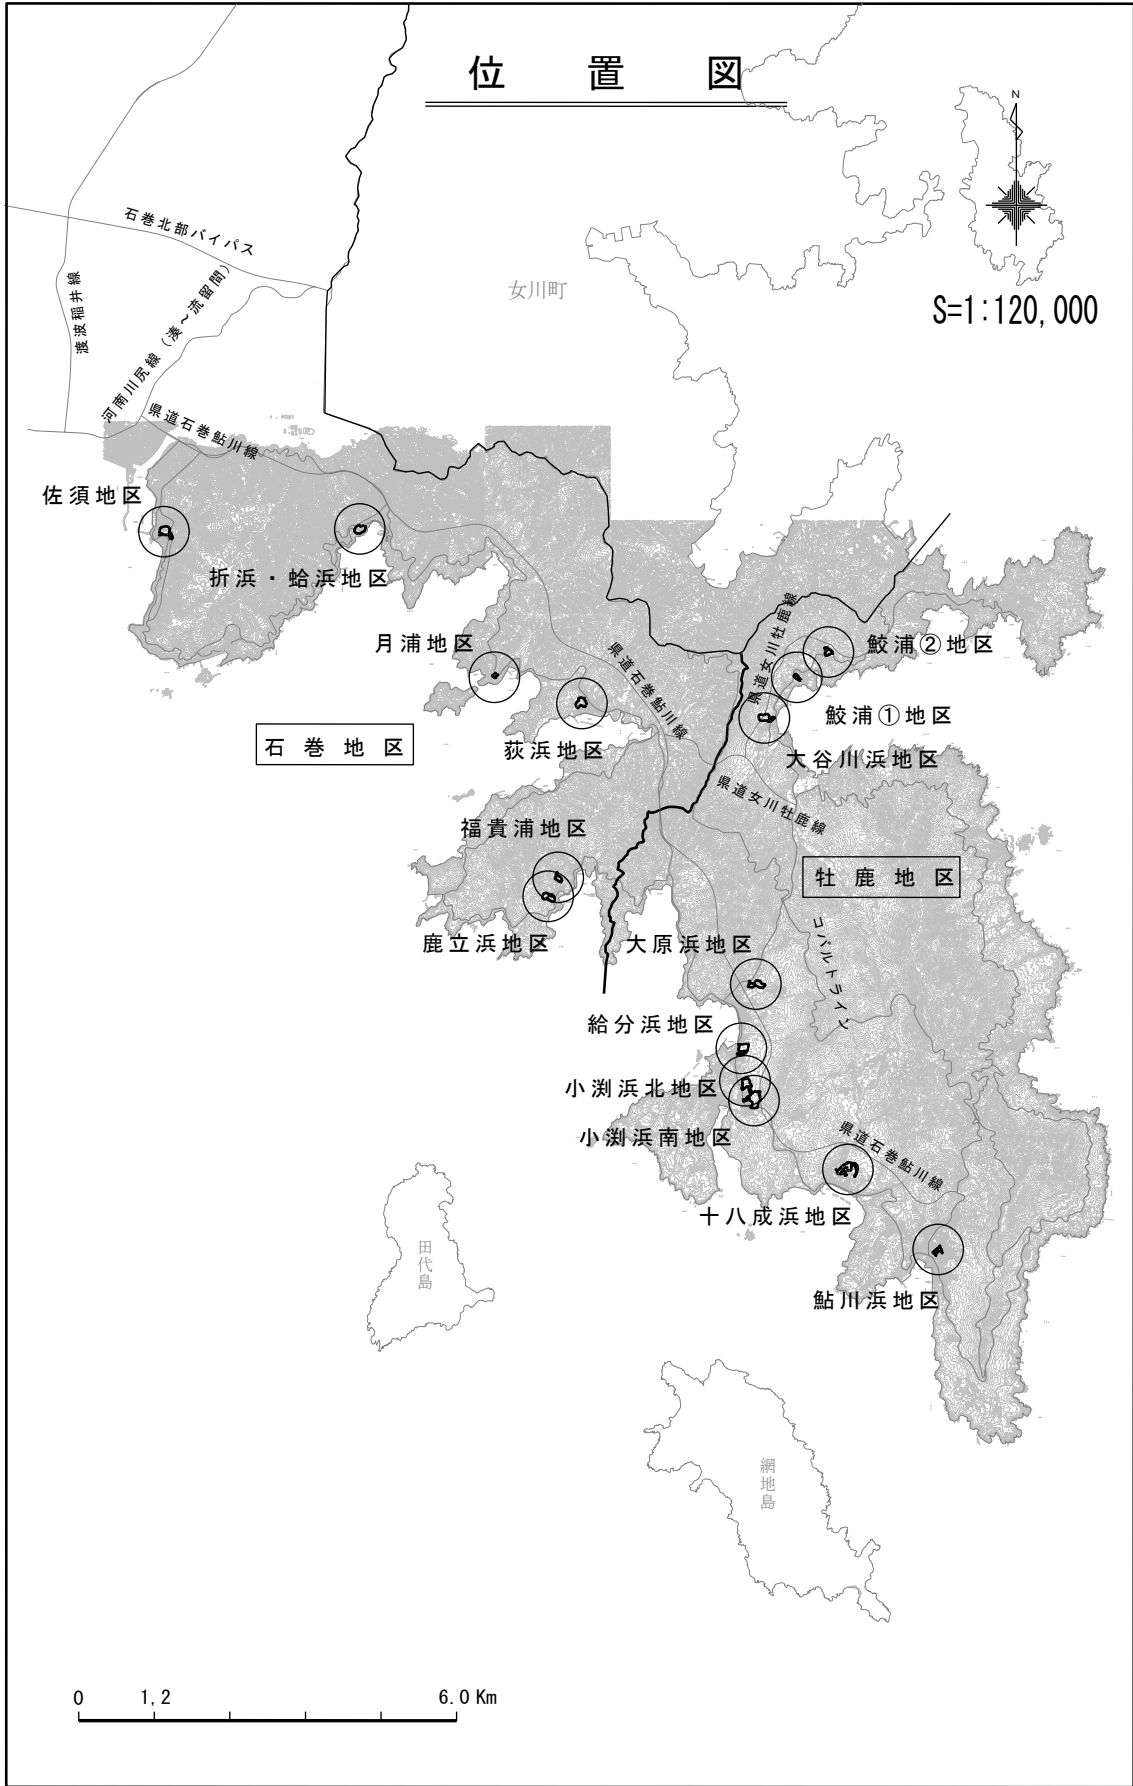 位置図
N
S=1:120,000
石巻北部バイパス
女川町
渡波稲井線
河南川尻線（湊～流留間）
県道石巻鮎川線
佐須地区
折浜・蛤浜地区
月浦地区
県道石巻鮎川線
県道女川牡鹿線
鮫浦②地区
鮫浦①地区
石巻地区
荻浜地区
大谷川浜地区
県道女川牡鹿線
福貴浦地区
牡鹿地区
鹿立浜地区
大原浜地区
コバルトライン
給分浜地区
小渕浜北地区
小渕浜南地区
県道石巻鮎川線
十八成浜地区
田代島
鮎川浜地区
網地島
0 1,2 6.0Km